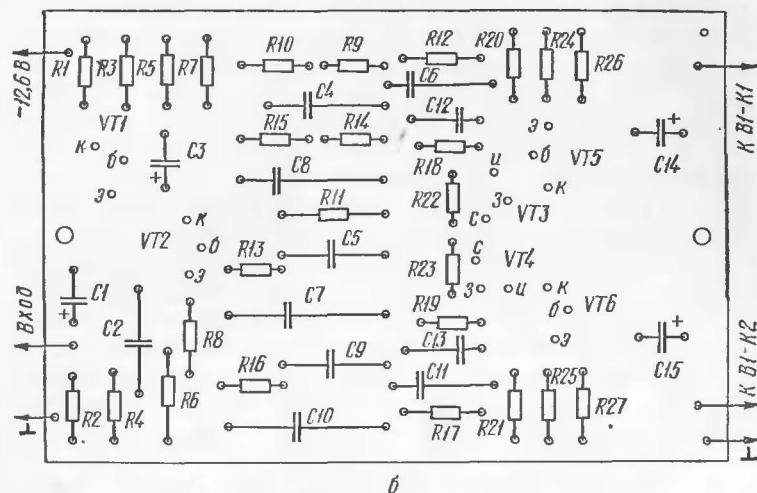 R10 R9 R12 R20 R24
-12,6 В R1 R3 R5 R7 R26
C6
C4
К В1-К1
VT1 C12
э
R15 R14
к б C3 + R18 б VT5 C14 +
C8 и
э R22 к
R11 з VT3
к с
VT2 б R13 C5
с
э R23 VT4
C1 + з и к
C7 б VT6
Вход R19
C2 R8 э + C15
C13
C9
К В1-К2
R16 C11
R2 R4 R6 R25
C10 R17 R21 R27
⊥ ⊥
б